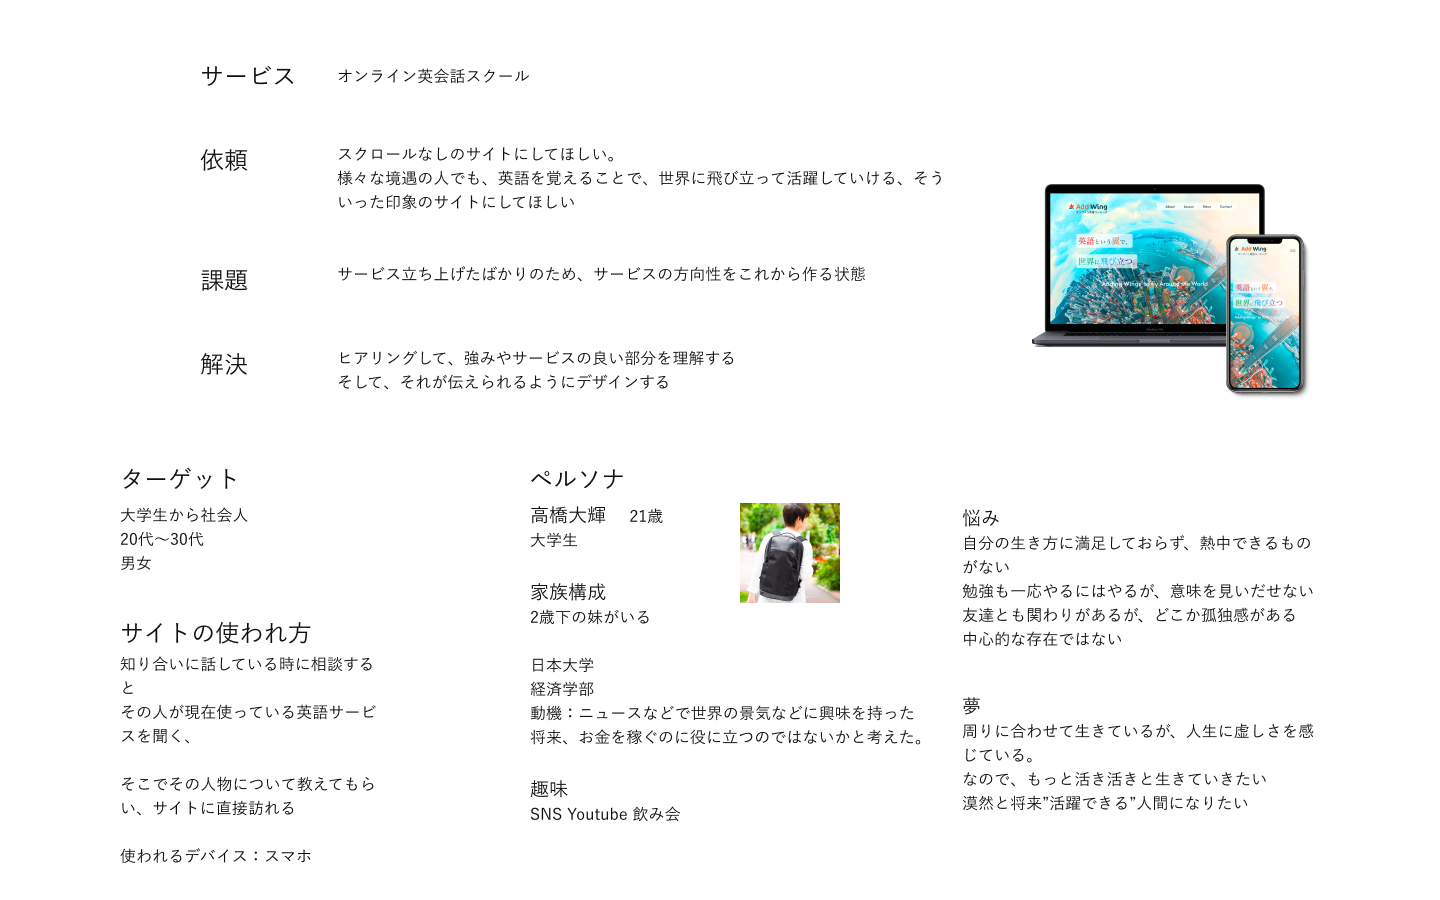 サービス
オンライン英会話スクール
依頼
スクロールなしのサイトにしてほしい。
様々な境遇の人でも、英語を覚えることで、世界に飛び立って活躍していける、そう
いった印象のサイトにしてほしい
課題
サービス立ち上げたばかりのため、サービスの方向性をこれから作る状態
解決
ヒアリングして、強みやサービスの良い部分を理解する
そして、それが伝えられるようにデザインする
Add Wing
About Lesson News Contact
英語という翼で、
世界に飛び立つ。
"Adding Wings" to Fly Around the World
Add Wing
英語という翼で、
世界に飛び立つ
ターゲット
大学生から社会人
20代〜30代
男女
サイトの使われ方
知り合いに話している時に相談する
と
その人が現在使っている英語サービ
スを聞く、
そこでその人物について教えてもら
い、サイトに直接訪れる
使われるデバイス：スマホ
ペルソナ
高橋大輝 21歳
大学生
家族構成
2歳下の妹がいる
日本大学
経済学部
動機：ニュースなどで世界の景気などに興味を持った
将来、お金を稼ぐのに役に立つのではないかと考えた。
趣味
SNS Youtube 飲み会
悩み
自分の生き方に満足しておらず、熱中できるもの
がない
勉強も一応やるにはやるが、意味を見いだせない
友達とも関わりがあるが、どこか孤独感がある
中心的な存在ではない
夢
周りに合わせて生きているが、人生に虚しさを感
じている。
なので、もっと活き活きと生きていきたい
漠然と将来”活躍できる”人間になりたい